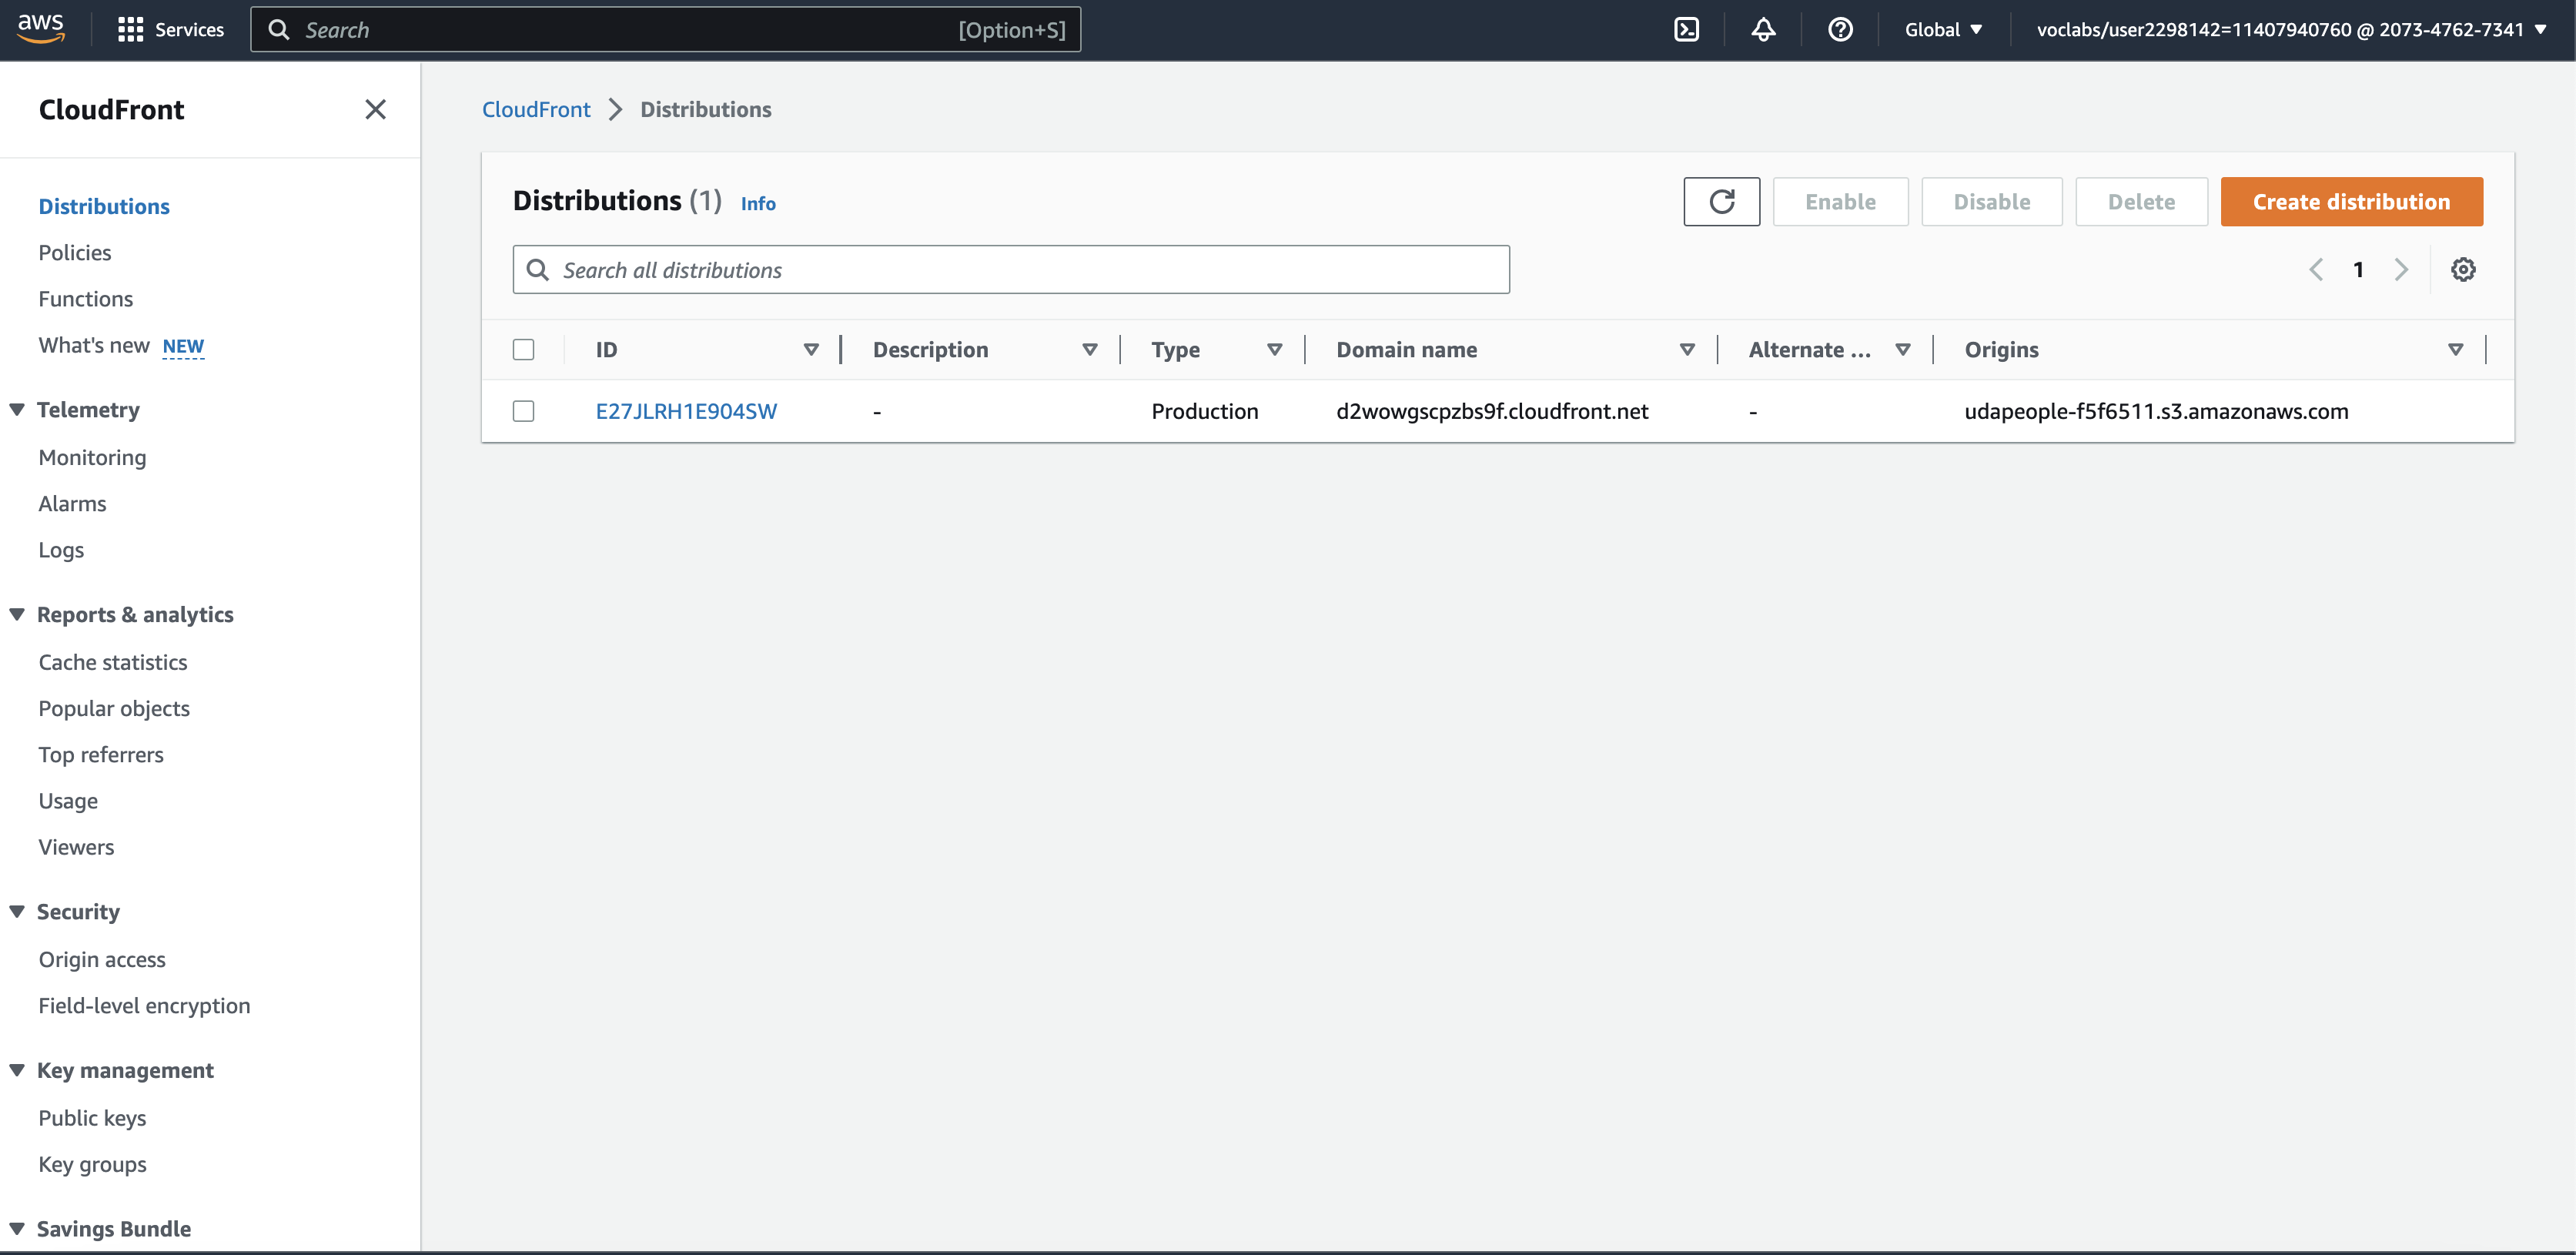 aws Services Search [Option+S] Global voclabs/user2298142=11407940760 @ 2073-4762-7341
CloudFront
Distributions
Policies
Functions
What's new NEW
Telemetry
Monitoring
Alarms
Logs
Reports & analytics
Cache statistics
Popular objects
Top referrers
Usage
Viewers
Security
Origin access
Field-level encryption
Key management
Public keys
Key groups
Savings Bundle
CloudFront Distributions
Distributions (1) Info Enable Disable Delete Create distribution
Search all distributions 1
ID Description Type Domain name Alternate ... Origins
E27JLRH1E904SW - Production d2wowgscpzbs9f.cloudfront.net - udapeople-f5f6511.s3.amazonaws.com